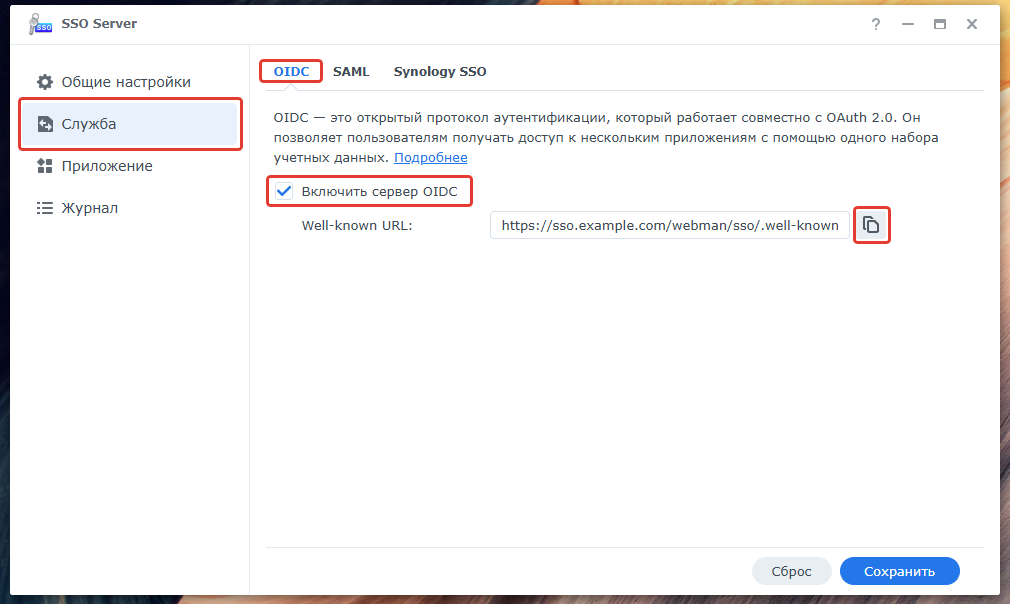 SSO
SSO Server
Общие настройки
Служба
Приложение
Журнал
OIDC
SAML
Synology SSO
OIDC — это открытый протокол аутентификации, который работает совместно с OAuth 2.0. Он
позволяет пользователям получать доступ к нескольким приложениям с помощью одного набора
учетных данных. Подробнее
Включить сервер OIDC
Well-known URL:
https://sso.example.com/webman/sso/.well-known
Сброс
Сохранить